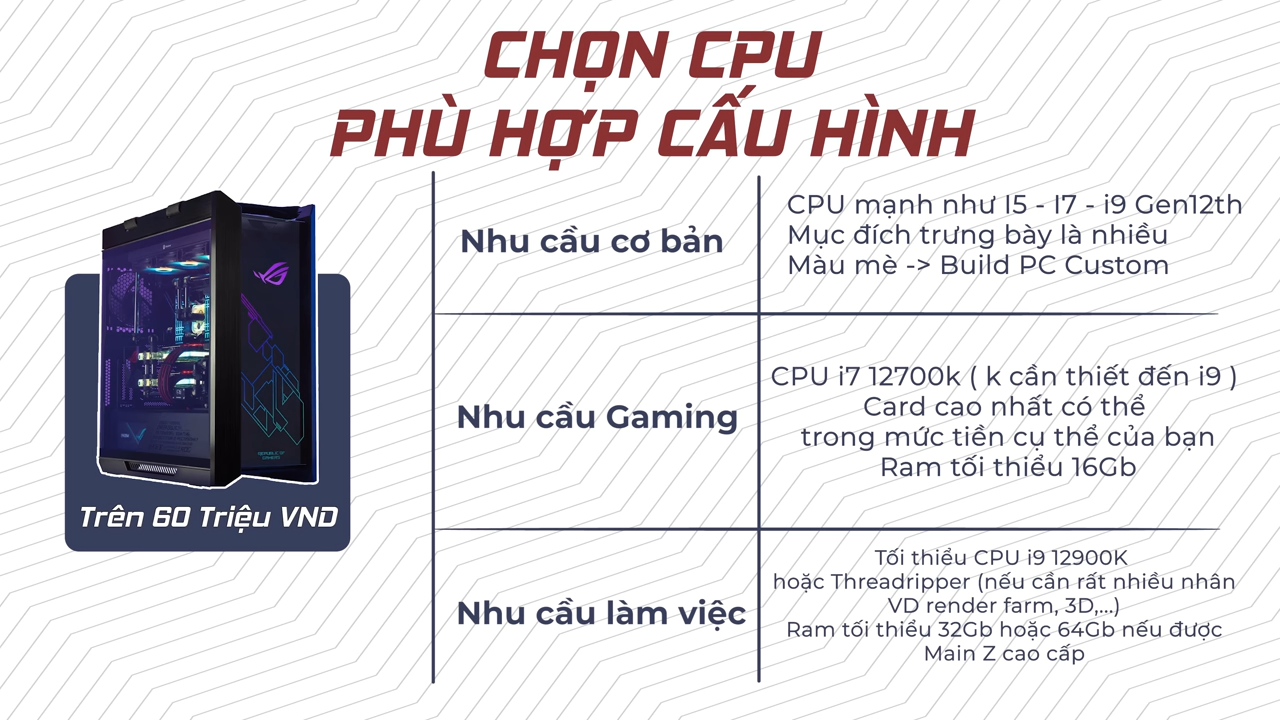 CHỌN CPU
PHÙ HỢP CẤU HÌNH
Nhu cầu cơ bản
CPU mạnh như I5 - I7 - i9 Gen12th
Mục đích trưng bày là nhiều
Màu mè -> Build PC Custom
Nhu cầu Gaming
CPU i7 12700k ( k cần thiết đến i9 )
Card cao nhất có thể
trong mức tiền cụ thể của bạn
Ram tối thiểu 16Gb
Nhu cầu làm việc
Tối thiểu CPU i9 12900K
hoặc Threadripper (nếu cần rất nhiều nhân
VD render farm, 3D,...)
Ram tối thiểu 32Gb hoặc 64Gb nếu được
Main Z cao cấp
REPUBLIC OF
GAMERS
Trên 60 Triệu VND